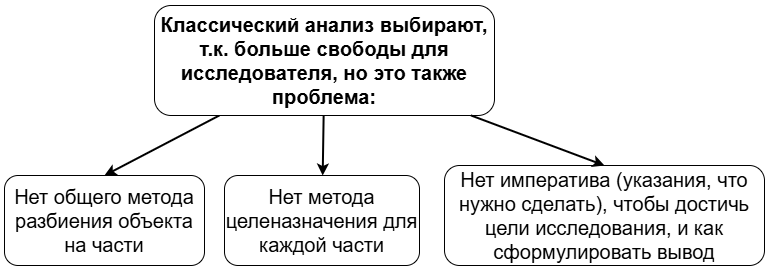 Классический анализ выбирают,
т.к. больше свободы для
исследователя, но это также
проблема:
Нет общего метода
разбиения объекта
на части
Нет метода
целеназначения для
каждой части
Нет императива (указания, что
нужно сделать), чтобы достичь
цели исследования, и как
сформулировать вывод